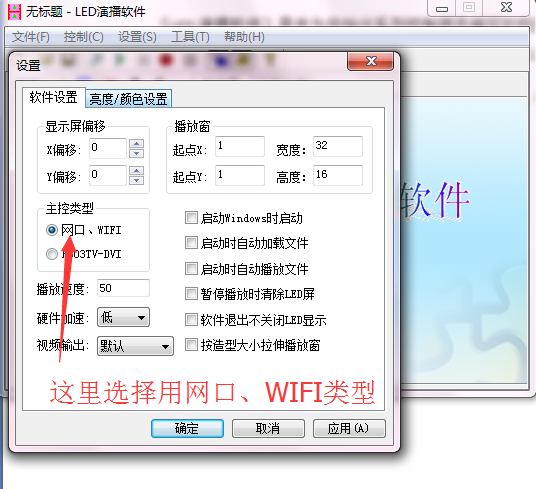 无标题 - LED演播软件
文件(F) 控制(C) 设置(S) 工具(T) 帮助(H)
设置
软件设置 亮度/颜色设置
显示屏偏移
X偏移: 0
Y偏移: 0
播放窗
起点X: 1 宽度: 32
起点Y: 1 高度: 16
主控类型
网口、WIFI
播放速度: 50
硬件加速: 低
视频输出: 默认
启动Windows时启动
启动时自动加载文件
启动时自动播放文件
暂停播放时清除LED屏
软件退出不关闭LED显示
按造型大小拉伸播放窗
软件
这里选择用网口、WIFI类型
确定 取消 应用(A)